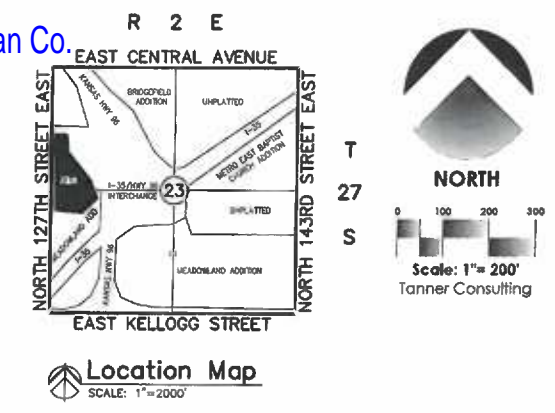 R 2 E
an Co.
EAST CENTRAL AVENUE
NORTH 127TH STREET EAST
KANSAS HWY 96
BRIDGEFIELD
ADDITION
UNPLATTED
I-35
METRO EAST BAPTIST
CHURCH ADDITION
NORTH 143RD STREET EAST
I-35/HWY
INTERCHANGE
23
UNPLATTED
MEADOWLAND ADD
I-35
KANSAS HWY 96
MEADOWLAND ADDITION
EAST KELLOGG STREET
Location Map
SCALE: 1"=2000'
T
27
S
NORTH
0 100 200 300
Scale: 1"= 200'
Tanner Consulting